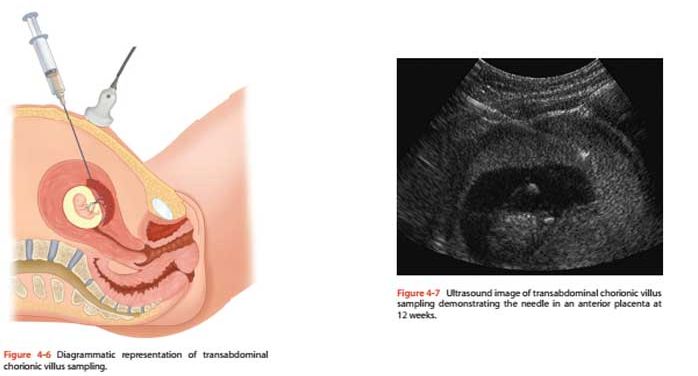 Figure 4-6 Diagrammatic representation of transabdominal
chorionic villus sampling.
Figure 4-7 Ultrasound image of transabdominal chorionic villus
sampling demonstrating the needle in an anterior placenta at
12 weeks.